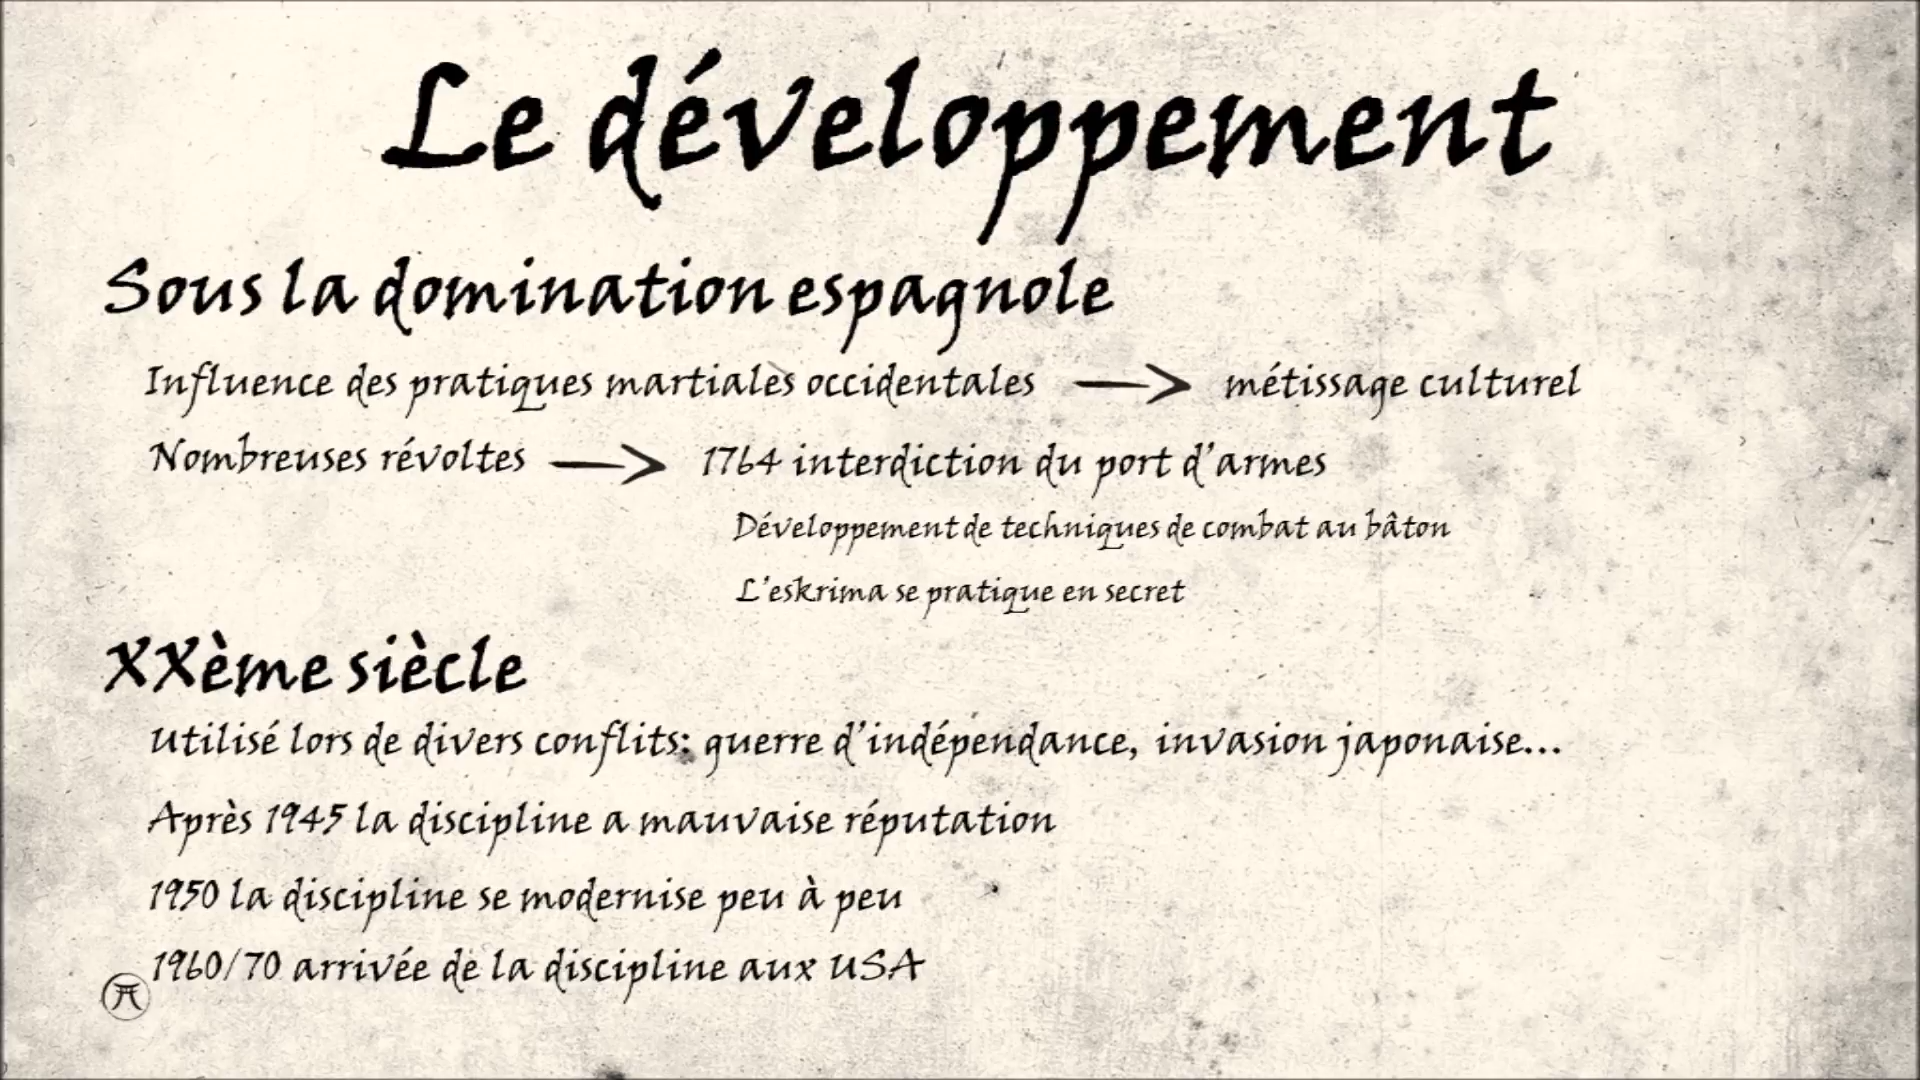 Le développement
Sous la domination espagnole
Influence des pratiques martiales occidentales → métissage culturel
Nombreuses révoltes → 1764 interdiction du port d'armes
Développement de techniques de combat au bâton
L'eskrima se pratique en secret
XXème siècle
Utilisé lors de divers conflits: guerre d'indépendance, invasion japonaise...
Après 1945 la discipline a mauvaise réputation
1950 la discipline se modernise peu à peu
1960/70 arrivée de la discipline aux USA